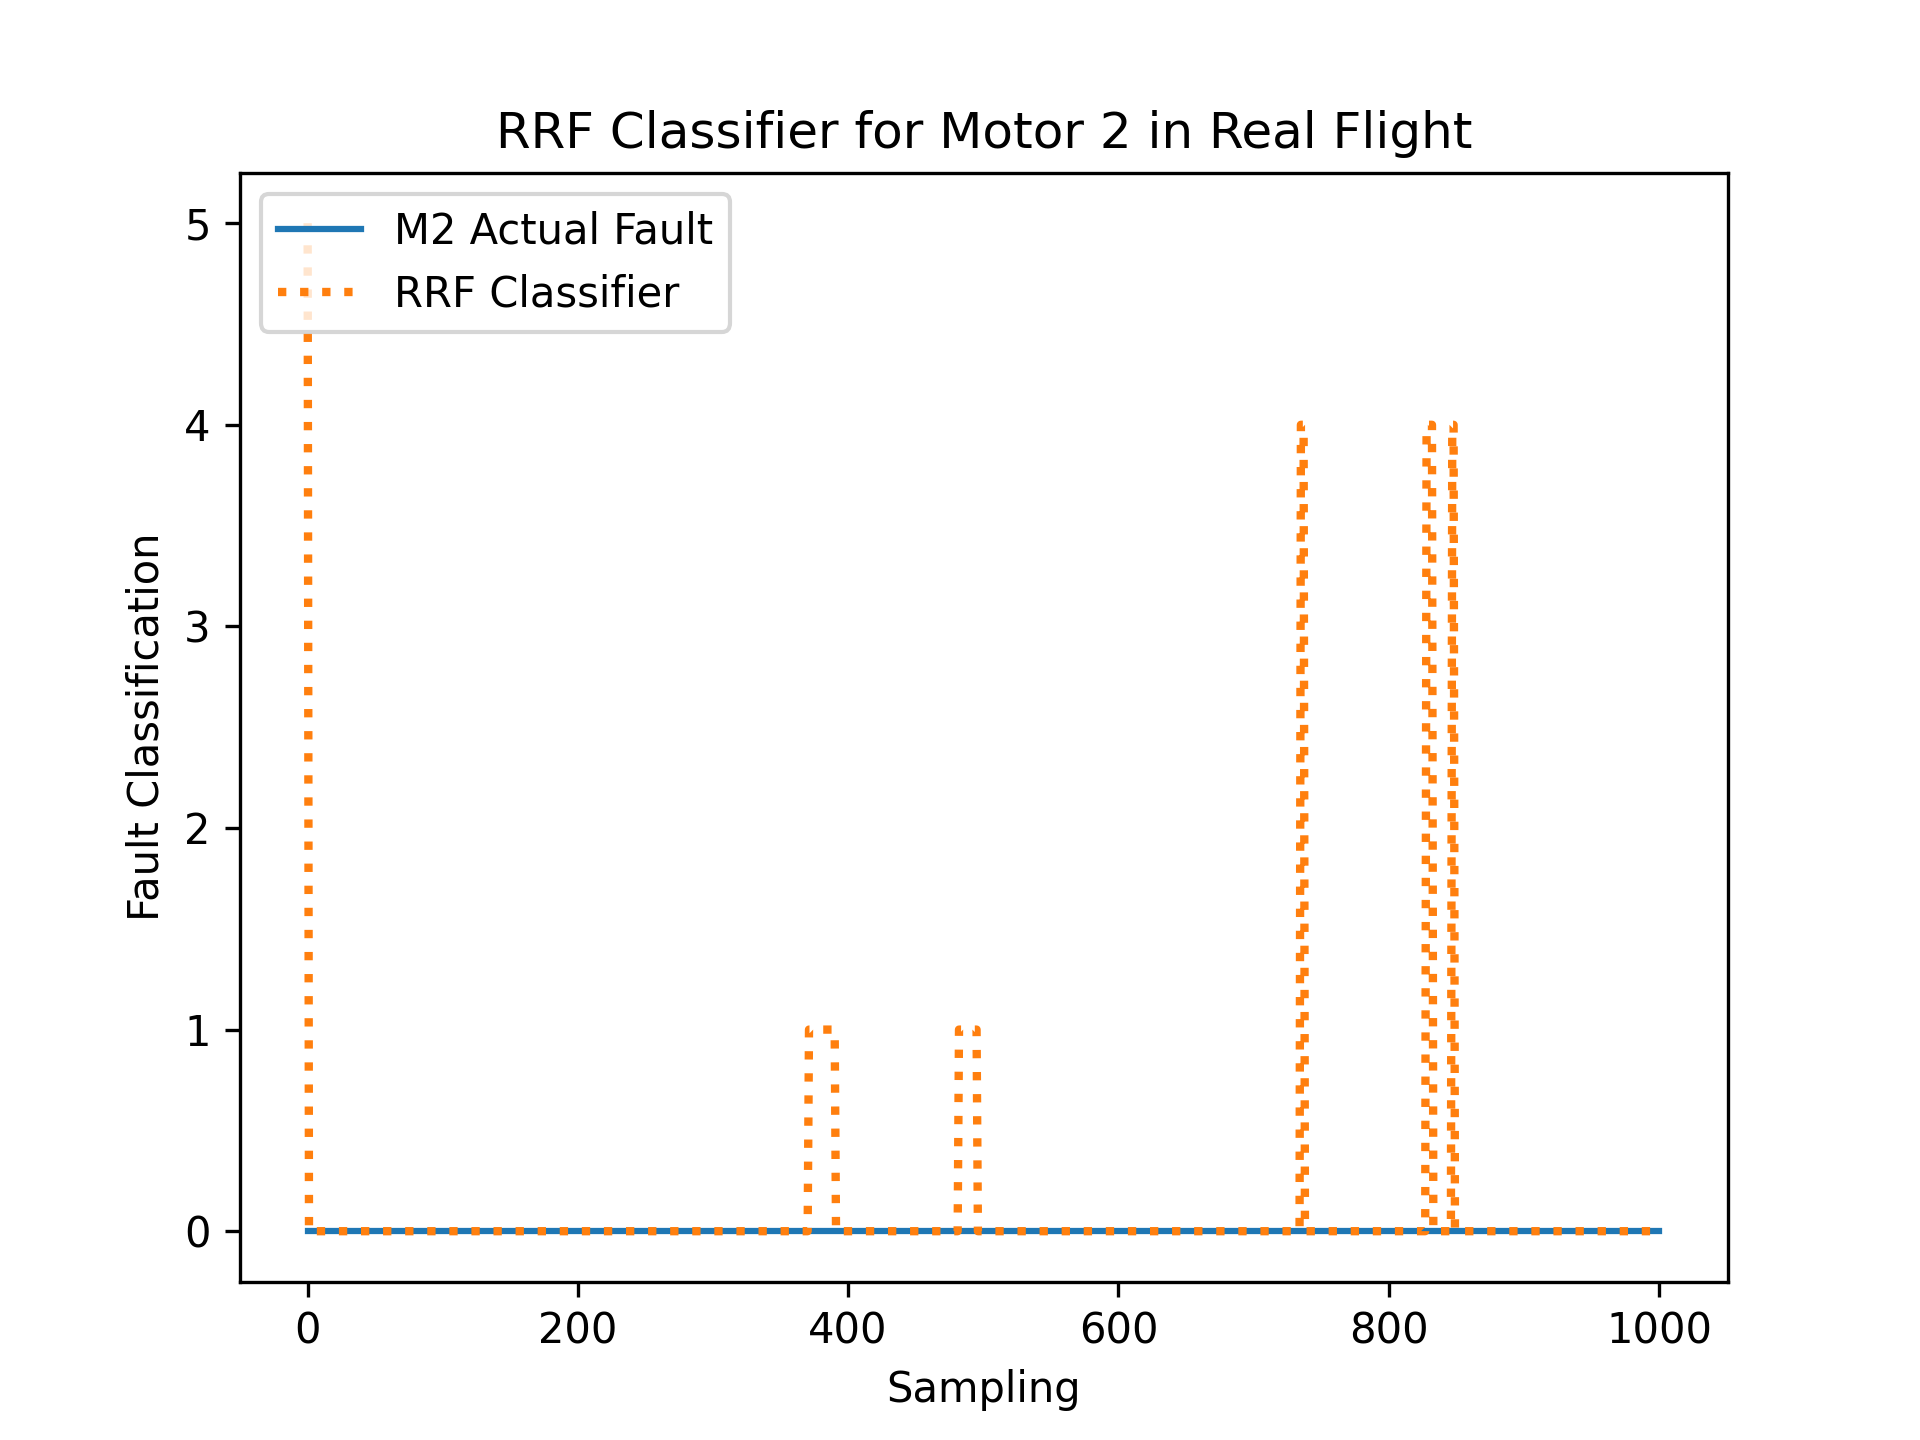 RRF Classifier for Motor 2 in Real Flight
M2 Actual Fault
RRF Classifier
Fault Classification
5
4
3
2
1
0
0 200 400 600 800 1000
Sampling